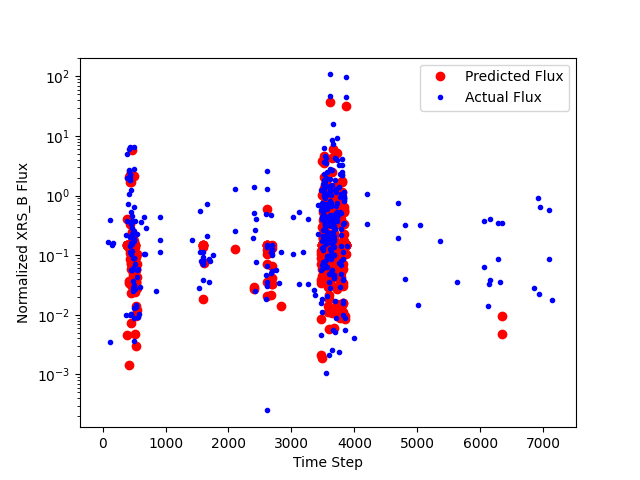 Predicted Flux
Actual Flux
Normalized XRS_B Flux
10²
10¹
10⁰
10⁻¹
10⁻²
10⁻³
0 1000 2000 3000 4000 5000 6000 7000
Time Step